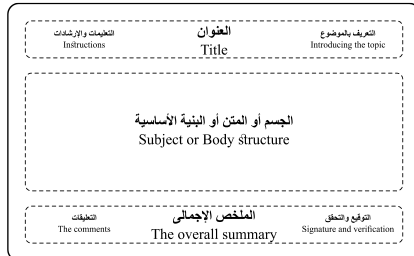 التعريف بالموضوع
Introducing the topic
العنوان
Title
التعليمات والإرشادات
Instructions
الجسم أو المتن أو البنية الأساسية
Subject or Body structure
التوقيع والتحقق
Signature and verification
الملخص الإجمالى
The overall summary
التعليقات
The comments